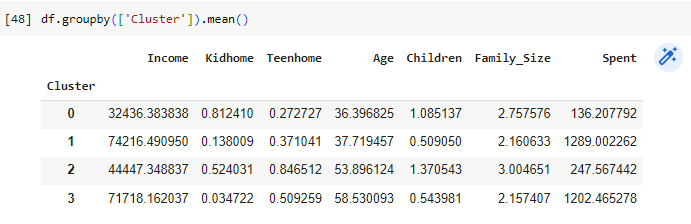 [48] df.groupby(['Cluster']).mean()
Income Kidhome Teenhome Age Children Family_Size Spent
Cluster
0 32436.383838 0.812410 0.272727 36.396825 1.085137 2.757576 136.207792
1 74216.490950 0.138009 0.371041 37.719457 0.509050 2.160633 1289.002262
2 44447.348837 0.524031 0.846512 53.896124 1.370543 3.004651 247.567442
3 71718.162037 0.034722 0.509259 58.530093 0.543981 2.157407 1202.465278